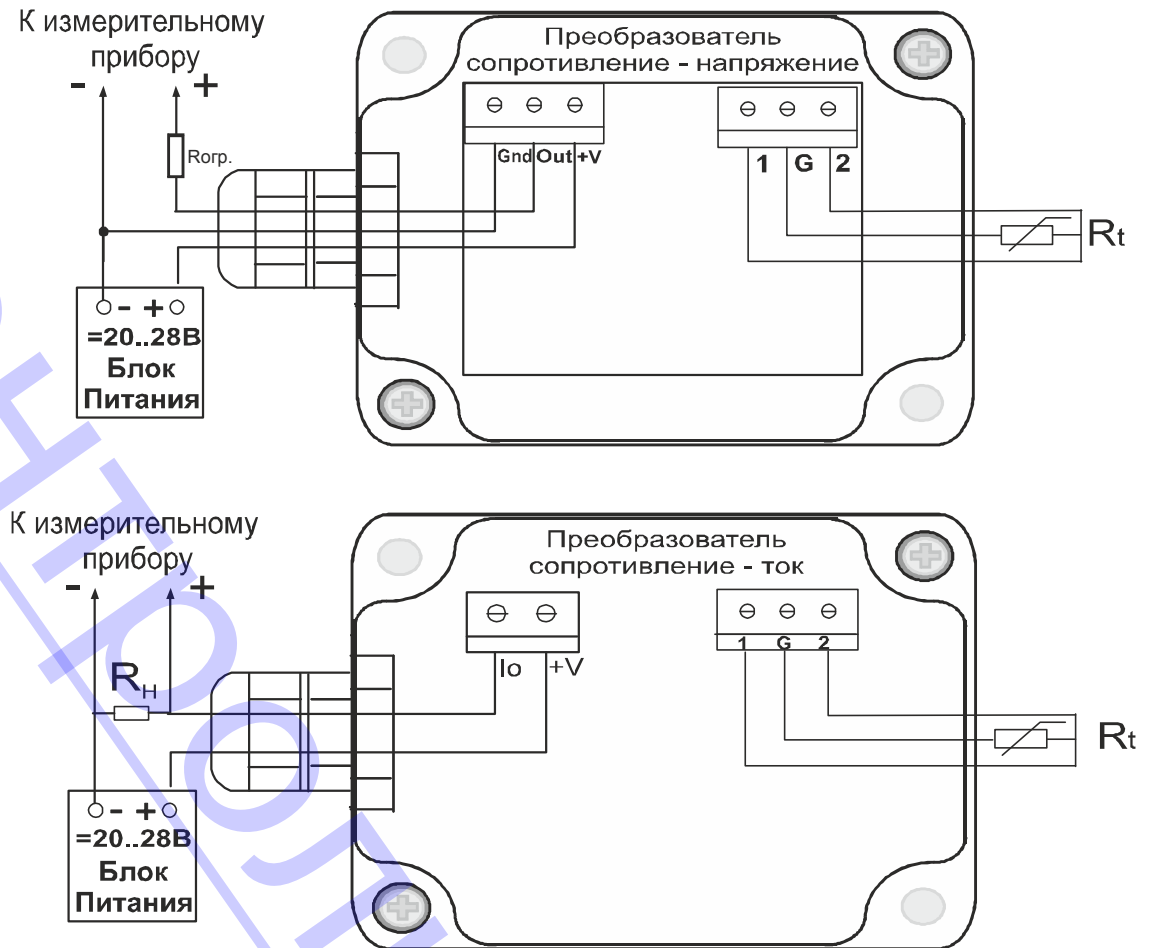 К измерительному
прибору
- +
Rогр.
Преобразователь
сопротивление - напряжение
Gnd Out +V
1 G 2
Rt
- +
=20..28В
Блок
Питания
К измерительному
прибору
- +
RН
Преобразователь
сопротивление - ток
Io +V
1 G 2
Rt
- +
=20..28В
Блок
Питания